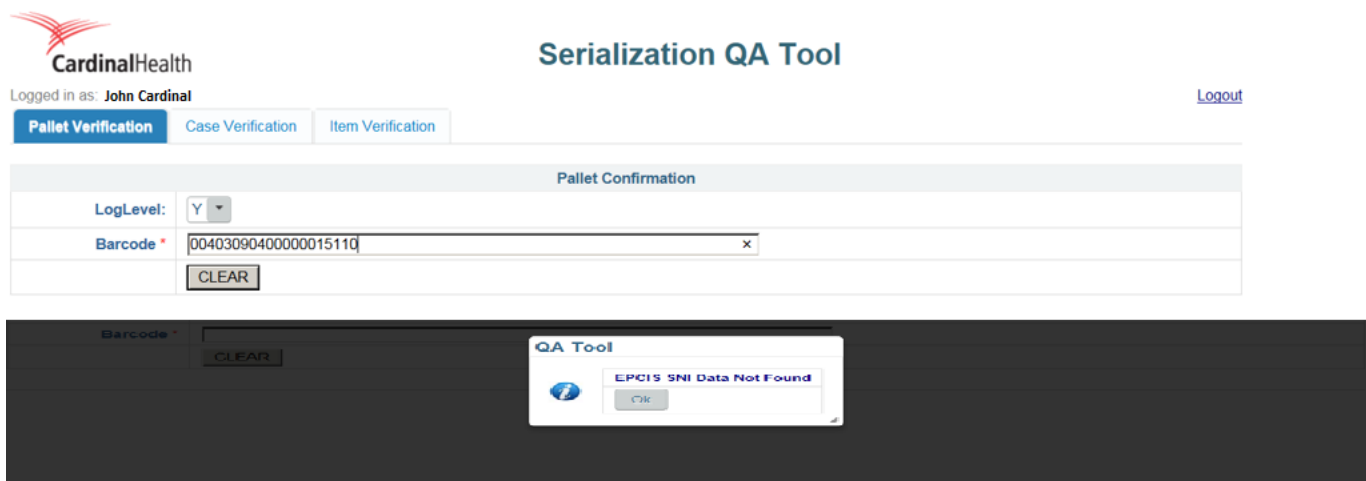 CardinalHealth
Serialization QA Tool
Logged in as: John Cardinal
Logout
Pallet Verification Case Verification Item Verification
Pallet Confirmation
LogLevel: Y
Barcode * 00403090400000015110 ×
CLEAR
Barcode *
CLEAR
QA Tool
EPCIS SNI Data Not Found
Ok